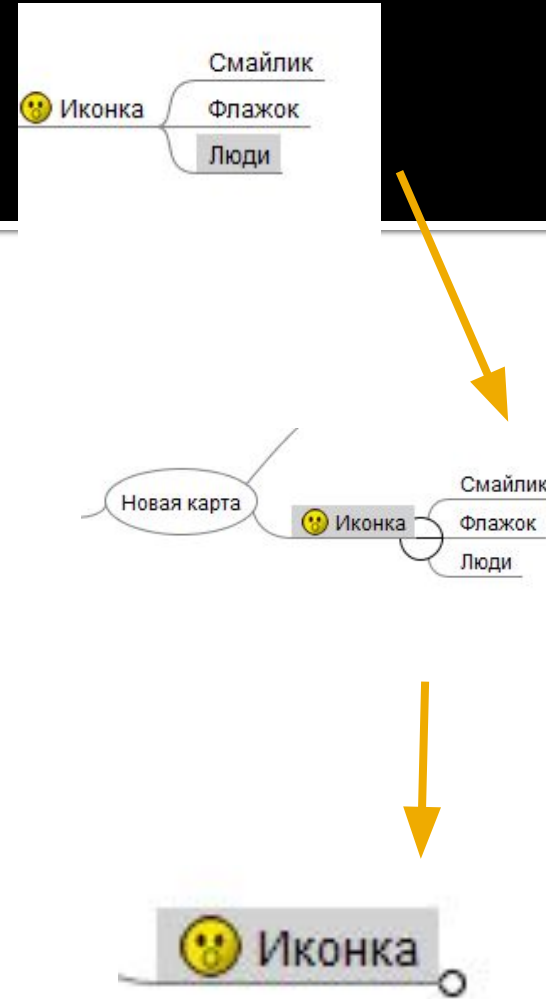 Смайлик
Иконка
Флажок
Люди
Новая карта
Иконка
Смайлик
Флажок
Люди
Иконка